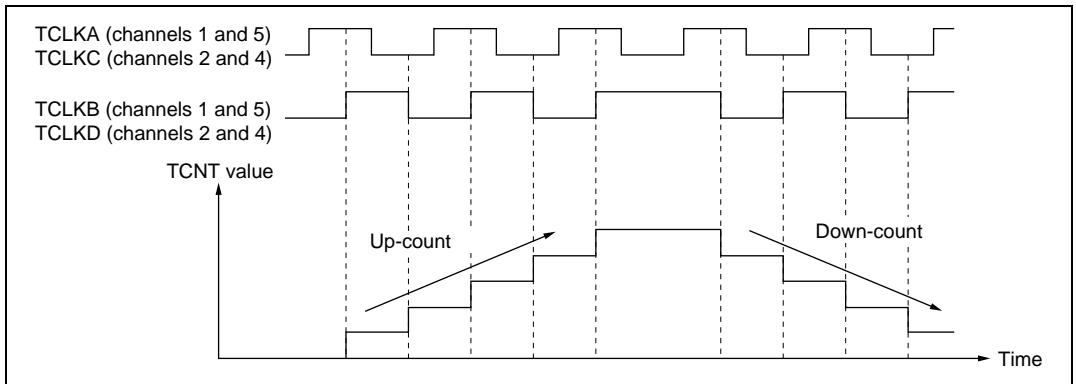 TCLKA (channels 1 and 5)
TCLKC (channels 2 and 4)
TCLKB (channels 1 and 5)
TCLKD (channels 2 and 4)
TCNT value
Up-count
Down-count
Time